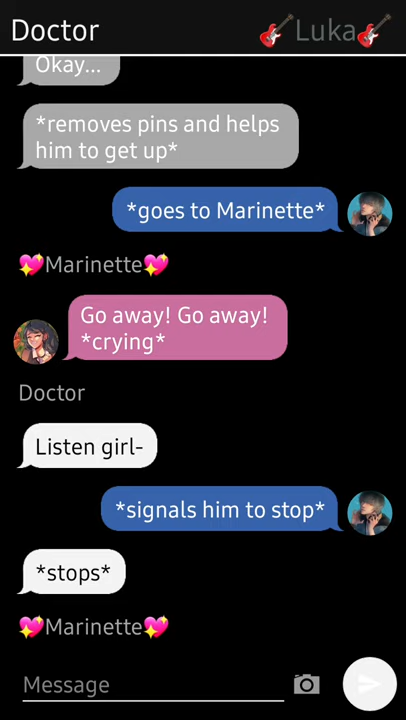 Doctor
🎸Luka🎸
Okay...
*removes pins and helps
him to get up*
*goes to Marinette*
💖Marinette💖
Go away! Go away!
*crying*
Doctor
Listen girl-
*signals him to stop*
*stops*
💖Marinette💖
Message